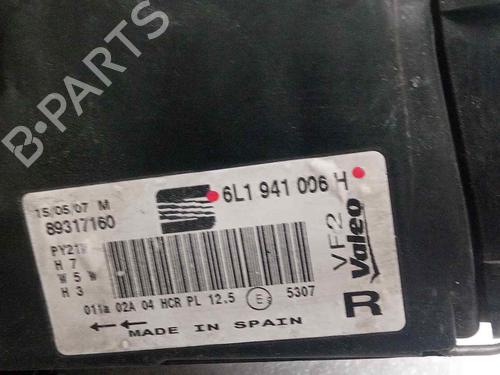 B-PARTS
15/05/07 M
89317160
6L1 941 006 H
PY21W
H 7
W 5 W
H 3
VF2
Valeo
R
011a 02A 04 HCR PL 12.5 E 5307
MADE IN SPAIN